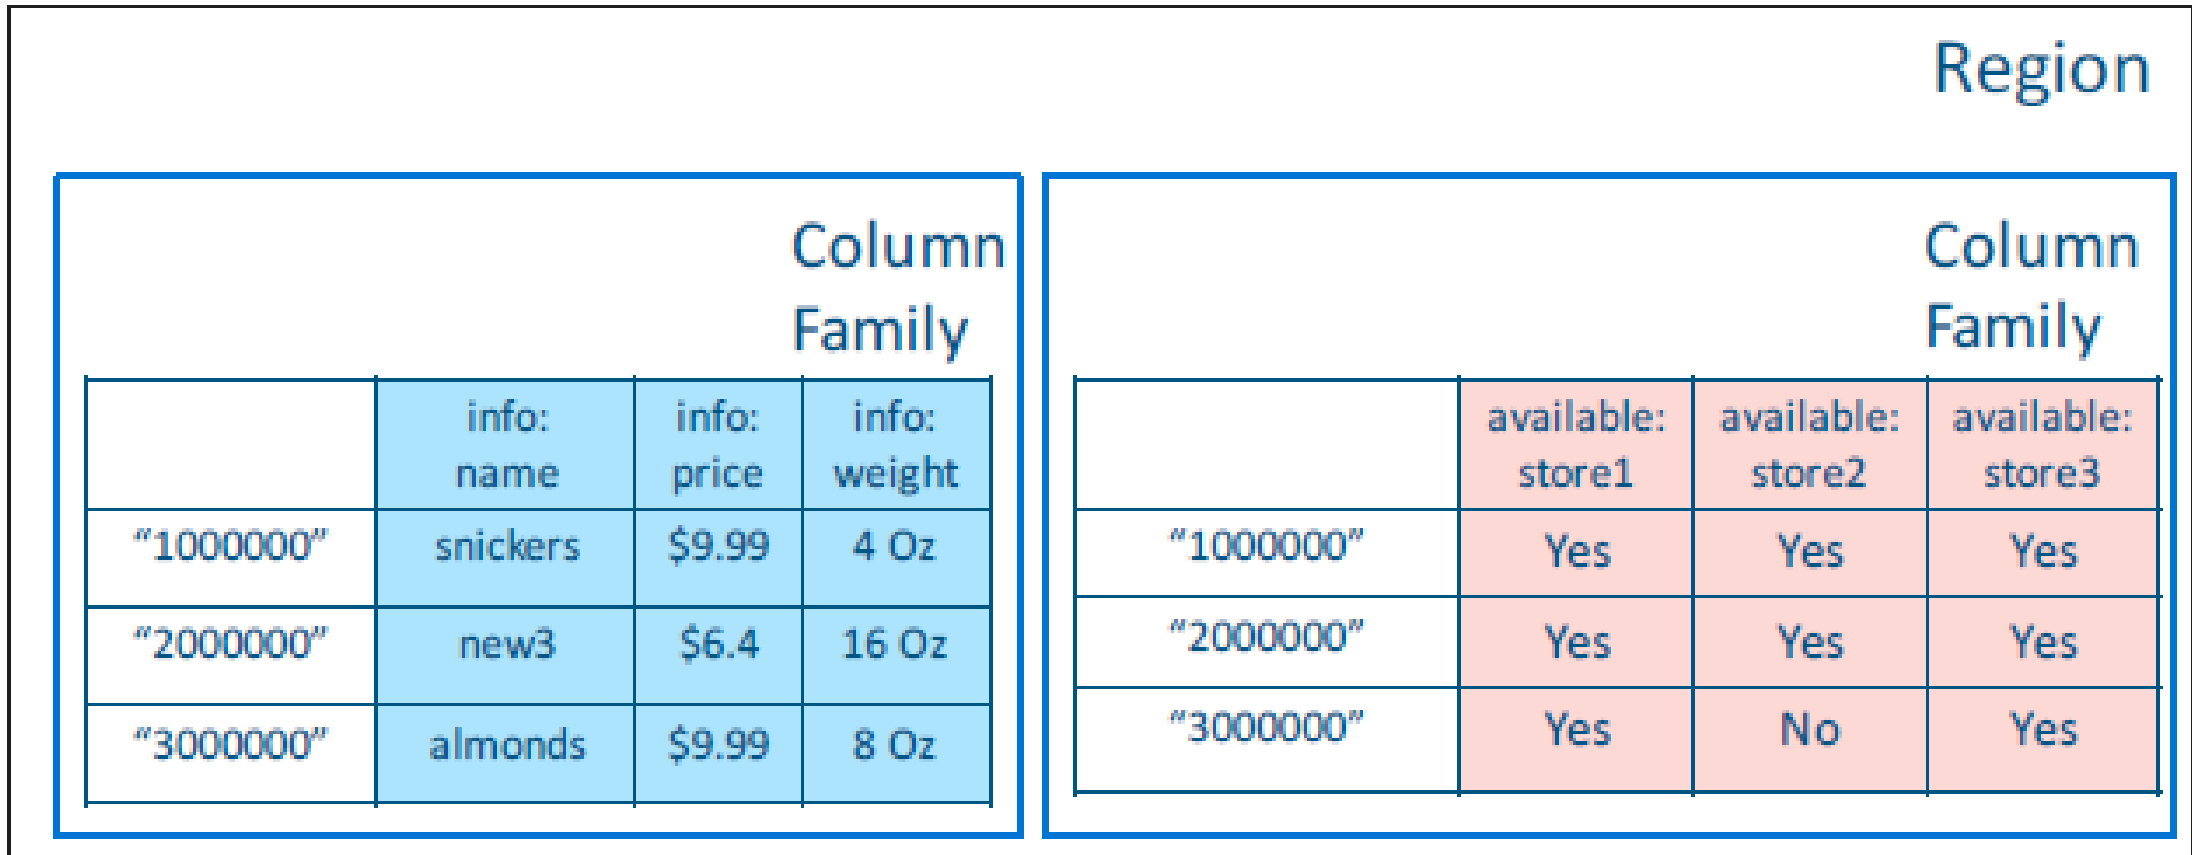 Region
Column
Family
info:
name
info:
price
info:
weight
“1000000” snickers $9.99 4 Oz
“2000000” new3 $6.4 16 Oz
“3000000” almonds $9.99 8 Oz
Column
Family
available:
store1
available:
store2
available:
store3
“1000000” Yes Yes Yes
“2000000” Yes Yes Yes
“3000000” Yes No Yes